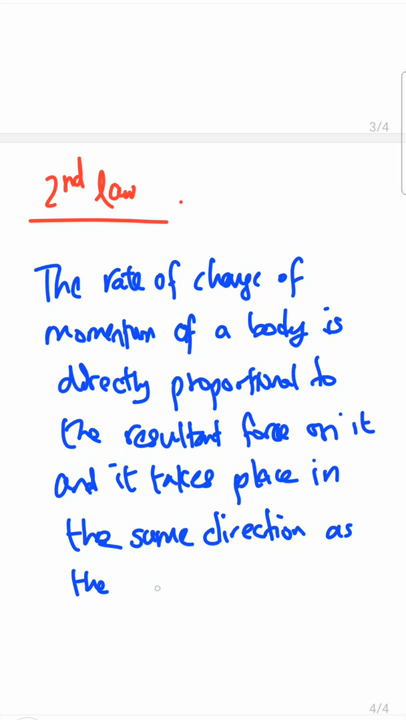 3/4
2nd law .
The rate of change of
momentum of a body is
directly proportional to
the resultant force on it
and it takes place in
the same direction as
the
4/4